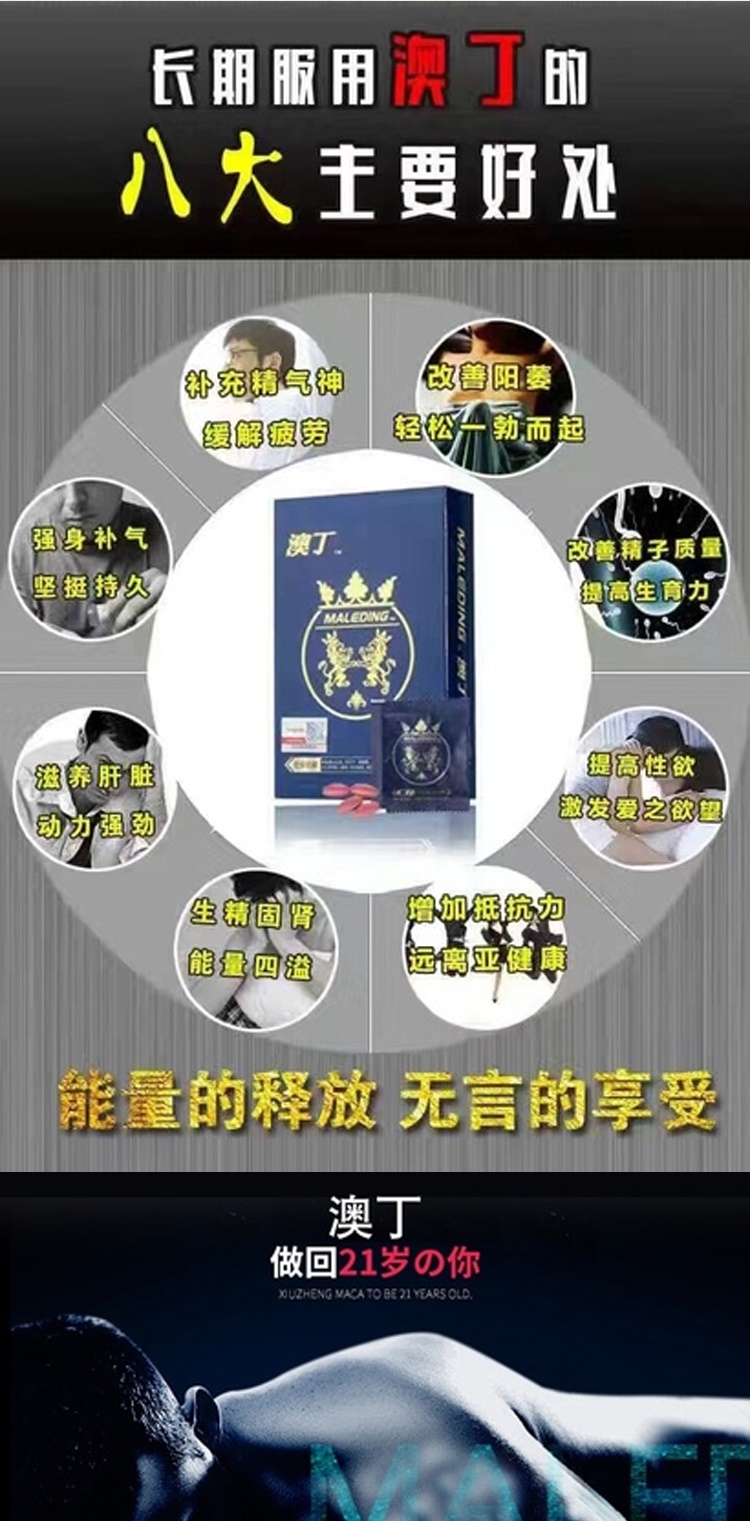 长期服用澳丁的
八大主要好处
补充精气神
缓解疲劳
改善阳萎
轻松一勃而起
强身补气
坚挺持久
改善精子质量
提高生育力
澳丁
MALEDING
MALEDING
滋养肝脏
动力强劲
提高性欲
激发爱之欲望
生精固肾
能量四溢
增加抵抗力
远离亚健康
能量的释放 无言的享受
澳丁
做回21岁の你
XIUZHENG MACA TO BE 21 YEARS OLD.